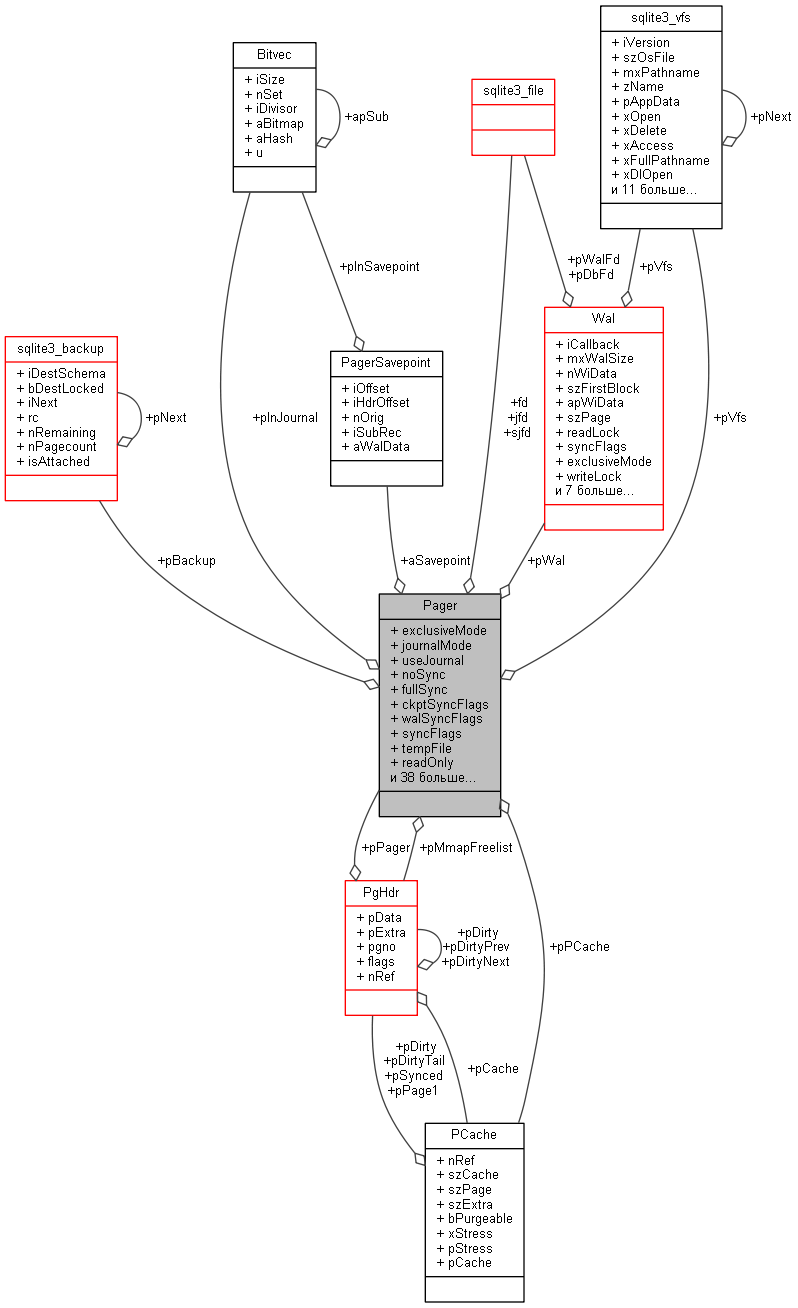 sqlite3_vfs
+ iVersion
+ szOsFile
+ mxPathname
+ zName
+ pAppData
+ xOpen
+ xDelete
+ xAccess
+ xFullPathname
+ xDlOpen
и 11 больше...
+pNext
Bitvec
+ iSize
+ nSet
+ iDivisor
+ aBitmap
+ aHash
+ u
+apSub
sqlite3_file
+pInSavepoint
+pWalFd
+pDbFd
+pVfs
sqlite3_backup
+ iDestSchema
+ bDestLocked
+ iNext
+ rc
+ nRemaining
+ nPagecount
+ isAttached
+pNext
+pInJournal
PagerSavepoint
+ iOffset
+ iHdrOffset
+ nOrig
+ iSubRec
+ aWalData
+fd
+jfd
+sjfd
Wal
+ iCallback
+ mxWalSize
+ nWiData
+ szFirstBlock
+ apWiData
+ szPage
+ readLock
+ syncFlags
+ exclusiveMode
+ writeLock
и 7 больше...
+pVfs
+pBackup
+aSavepoint
+pWal
Pager
+ exclusiveMode
+ journalMode
+ useJournal
+ noSync
+ fullSync
+ ckptSyncFlags
+ walSyncFlags
+ syncFlags
+ tempFile
+ readOnly
и 38 больше...
+pPager
+pMmapFreelist
PgHdr
+ pData
+ pExtra
+ pgno
+ flags
+ nRef
+pDirty
+pDirtyPrev
+pDirtyNext
+pPCache
+pDirty
+pDirtyTail
+pSynced
+pPage1
+pCache
PCache
+ nRef
+ szCache
+ szPage
+ szExtra
+ bPurgeable
+ xStress
+ pStress
+ pCache